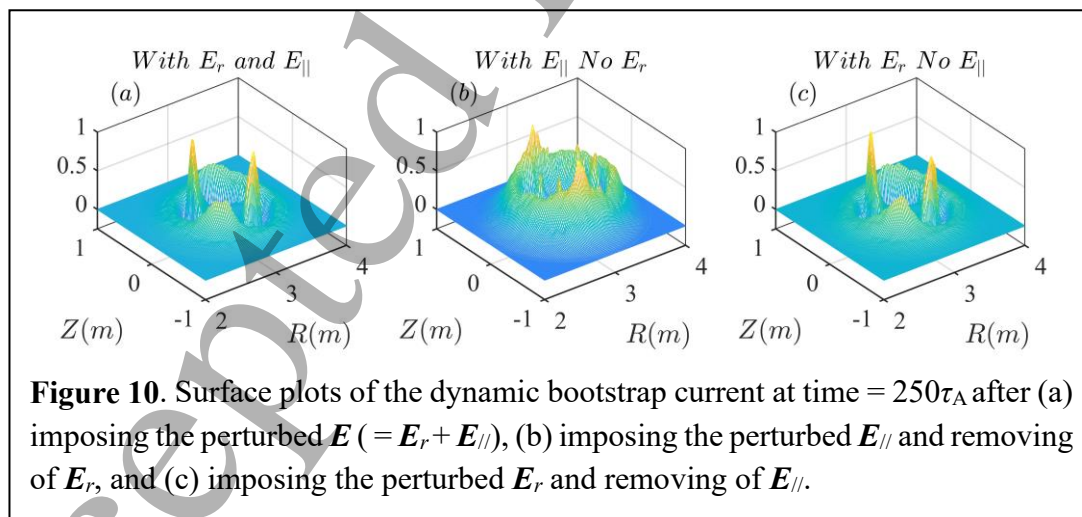 With E_r and E_||
With E_|| No E_r
With E_r No E_||
(a)
(b)
(c)
1
0.5
0
1
0
-1
2
3
4
Z(m)
R(m)
1
0.5
0
1
0
-1
2
3
4
Z(m)
R(m)
1
0.5
0
1
0
-1
2
3
4
Z(m)
R(m)
Figure 10. Surface plots of the dynamic bootstrap current at time = 250τ_A after (a)
imposing the perturbed E ( = E_r + E_//), (b) imposing the perturbed E_// and removing
of E_r, and (c) imposing the perturbed E_r and removing of E_//.
epted